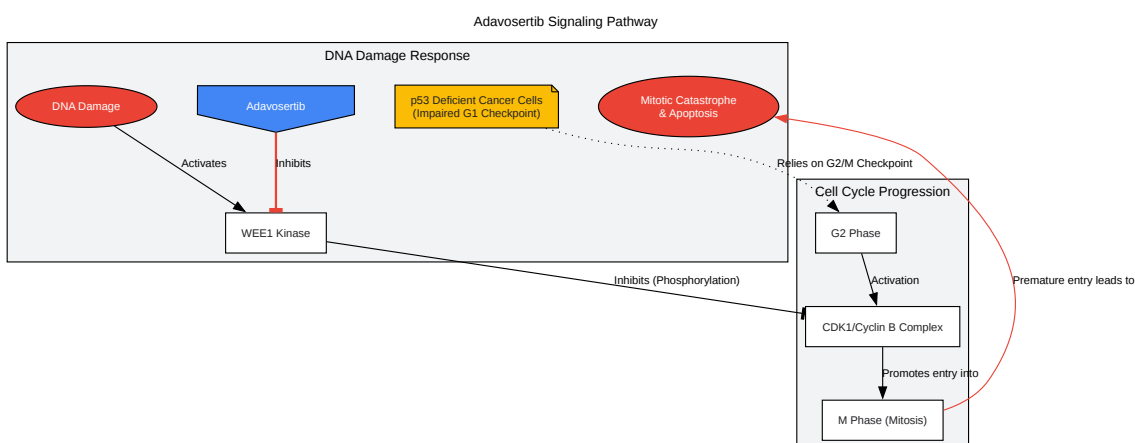 Adavosertib Signaling Pathway
DNA Damage Response
DNA Damage
Adavosertib
p53 Deficient Cancer Cells
(Impaired G1 Checkpoint)
Mitotic Catastrophe
& Apoptosis
Activates
Inhibits
Relies on G2/M Checkpoint
Cell Cycle Progression
WEE1 Kinase
G2 Phase
Inhibits (Phosphorylation)
Activation
Premature entry leads to
CDK1/Cyclin B Complex
Promotes entry into
M Phase (Mitosis)